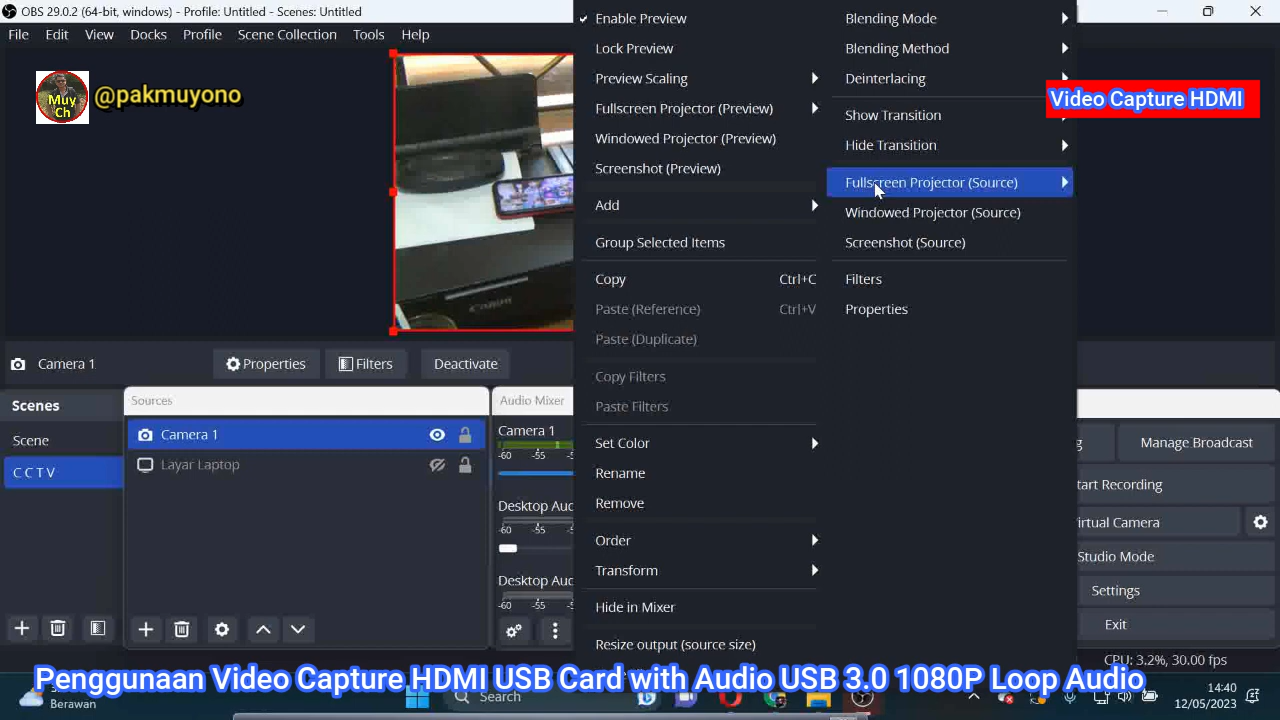 OBS 29.0.2 (64-bit, windows) - Profile: Untitled - Scenes: Untitled
File Edit View Docks Profile Scene Collection Tools Help
Muy
Ch
@pakmuyono
Video Capture HDMI
Enable Preview
Lock Preview
Preview Scaling
Fullscreen Projector (Preview)
Windowed Projector (Preview)
Screenshot (Preview)
Add
Group Selected Items
Copy Ctrl+C
Paste (Reference) Ctrl+V
Paste (Duplicate)
Copy Filters
Paste Filters
Set Color
Rename
Remove
Order
Transform
Hide in Mixer
Resize output (source size)
Blending Mode
Blending Method
Deinterlacing
Show Transition
Hide Transition
Fullscreen Projector (Source)
Windowed Projector (Source)
Screenshot (Source)
Filters
Properties
Canon
Camera 1 Properties Filters Deactivate
Scenes
Scene
C C T V
Sources
Camera 1
Layar Laptop
Audio Mixer
Camera 1
-60 -55
Desktop Aud
-60 -55
Desktop Aud
-60 -55
Manage Broadcast
tart Recording
irtual Camera
Studio Mode
Settings
Exit
CPU: 3.2%, 30.00 fps
Penggunaan Video Capture HDMI USB Card with Audio USB 3.0 1080P Loop Audio
Berawan
Search
14:40
12/05/2023